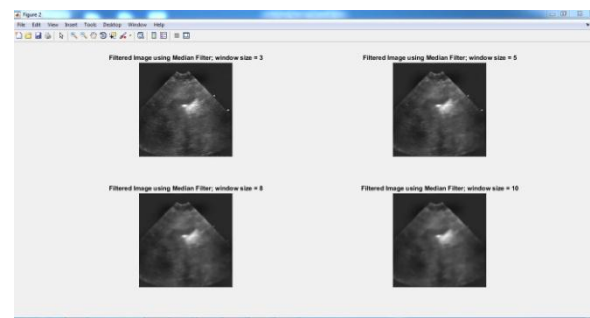 Figure 2
File Edit View Insert Tools Desktop Window Help
Filtered Image using Median Filter; window size = 3
Filtered Image using Median Filter; window size = 5
Filtered Image using Median Filter; window size = 8
Filtered Image using Median Filter; window size = 10